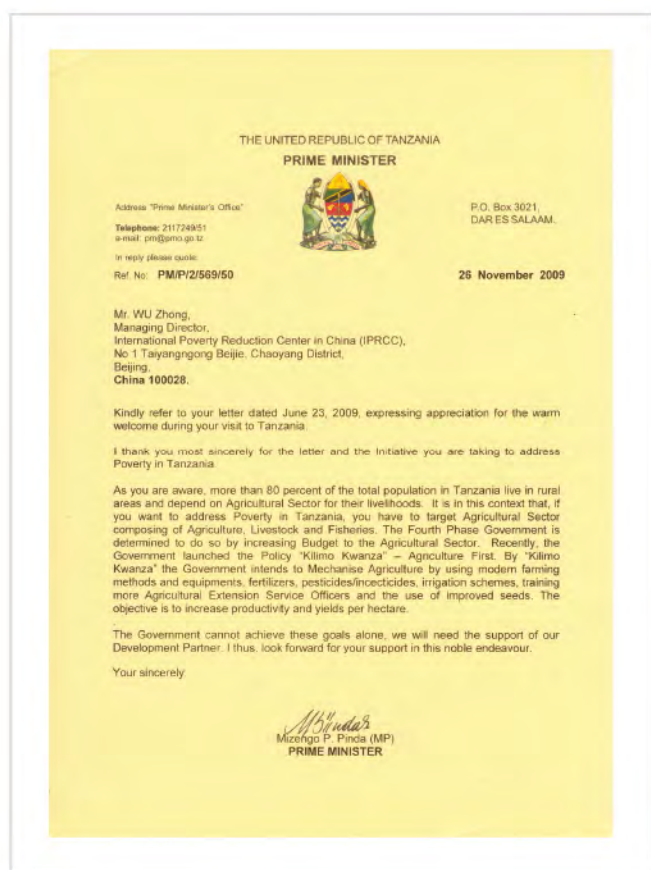 THE UNITED REPUBLIC OF TANZANIA
PRIME MINISTER
Address "Prime Minister's Office"
Telephone: 2117249/51
e-mail: pm@pmo.go.tz
In reply please quote:
Ref. No: PM/P/2/569/50
P.O. Box 3021,
DAR ES SALAAM.
26 November 2009
Mr. WU Zhong,
Managing Director,
International Poverty Reduction Center in China (IPRCC),
No 1 Taiyangngong Beijie, Chaoyang District,
Beijing,
China 100028.
Kindly refer to your letter dated June 23, 2009, expressing appreciation for the warm
welcome during your visit to Tanzania.
I thank you most sincerely for the letter and the Initiative you are taking to address
Poverty in Tanzania
As you are aware, more than 80 percent of the total population in Tanzania live in rural
areas and depend on Agricultural Sector for their livelihoods. It is in this context that, if
you want to address Poverty in Tanzania, you have to target Agricultural Sector
composing of Agriculture, Livestock and Fisheries. The Fourth Phase Government is
determined to do so by increasing Budget to the Agricultural Sector. Recently, the
Government launched the Policy "Kilimo Kwanza" – Agriculture First. By "Kilimo
Kwanza" the Government intends to Mechanise Agriculture by using modern farming
methods and equipments, fertilizers, pesticides/incecticides, irrigation schemes, training
more Agricultural Extension Service Officers and the use of improved seeds. The
objective is to increase productivity and yields per hectare.
The Government cannot achieve these goals alone, we will need the support of our
Development Partner. I thus, look forward for your support in this noble endeavour.
Your sincerely
Mizengo P. Pinda (MP)
PRIME MINISTER